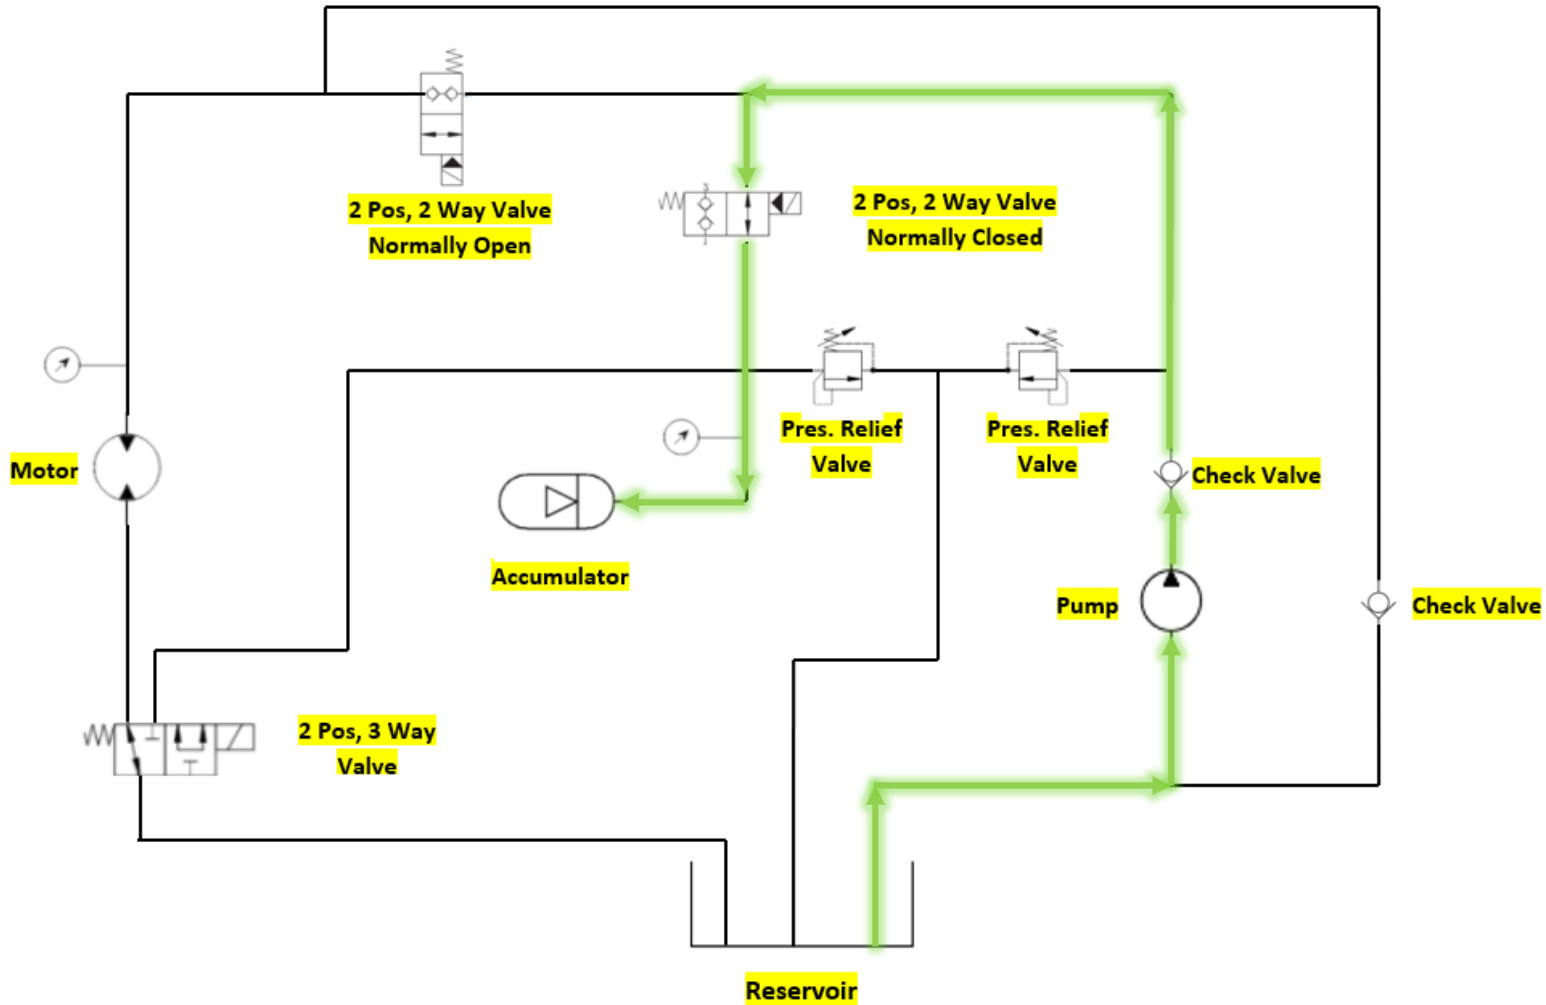 2 Pos, 2 Way Valve
Normally Open
2 Pos, 2 Way Valve
Normally Closed
Pres. Relief
Valve
Pres. Relief
Valve
Motor
Check Valve
Accumulator
Pump
Check Valve
2 Pos, 3 Way
Valve
Reservoir